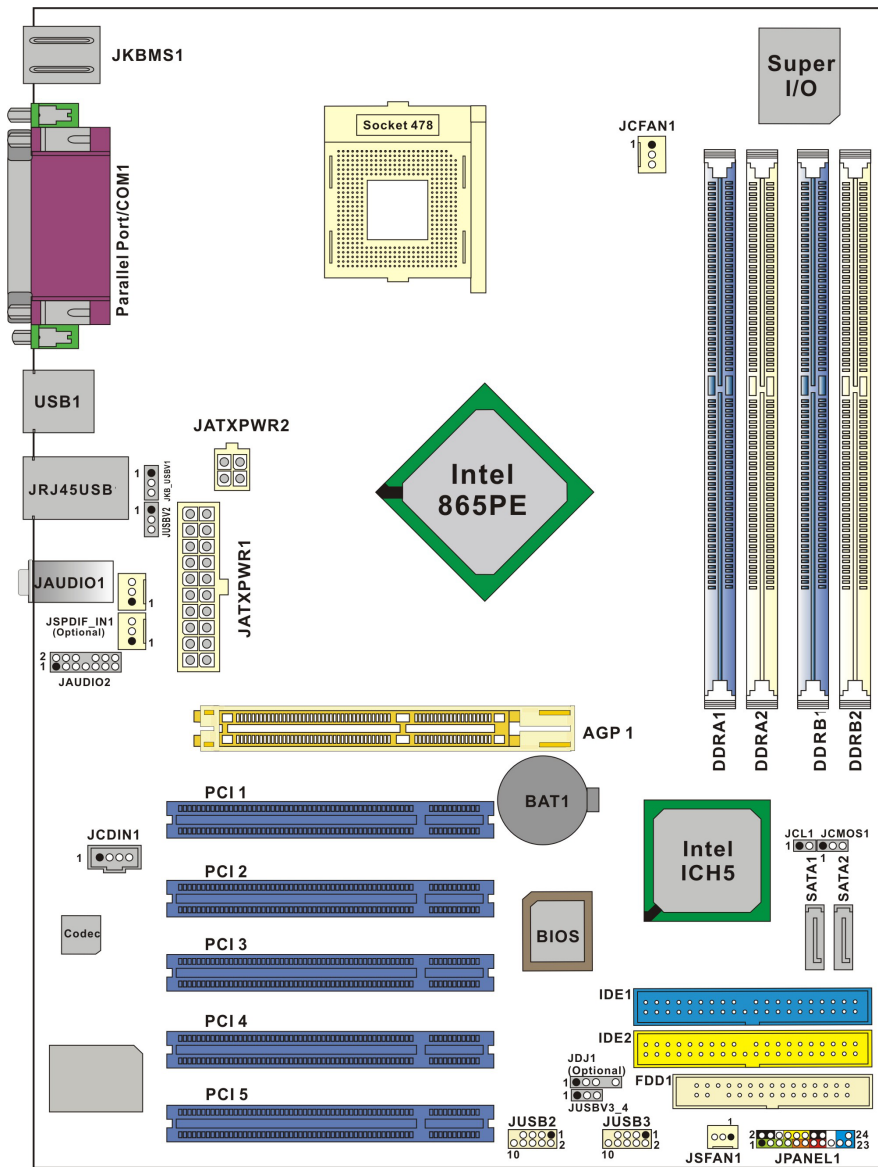 JKBMS1
Super
I/O
Socket 478
JCFAN1
1
Parallel Port/COM1
USB1
JATXPWR2
Intel
865PE
JRJ45USB
1
JKB_USBV1
1
JUSBV2
JATXPWR1
JAUDIO1
1
JSPDIF_IN1
(Optional)
1
2
1
JAUDIO2
AGP 1
DDRA1
DDRA2
DDRB1
DDRB2
PCI 1
BAT1
JCDIN1
1
Intel
ICH5
JCL1
JCMOS1
1
1
SATA1
SATA2
PCI 2
Codec
BIOS
PCI 3
IDE1
PCI 4
IDE2
JDJ1
(Optional)
FDD1
1
1
JUSBV3_4
PCI 5
JUSB2
1
2
10
JUSB3
1
2
10
1
JSFAN1
2
1
24
23
JPANEL1